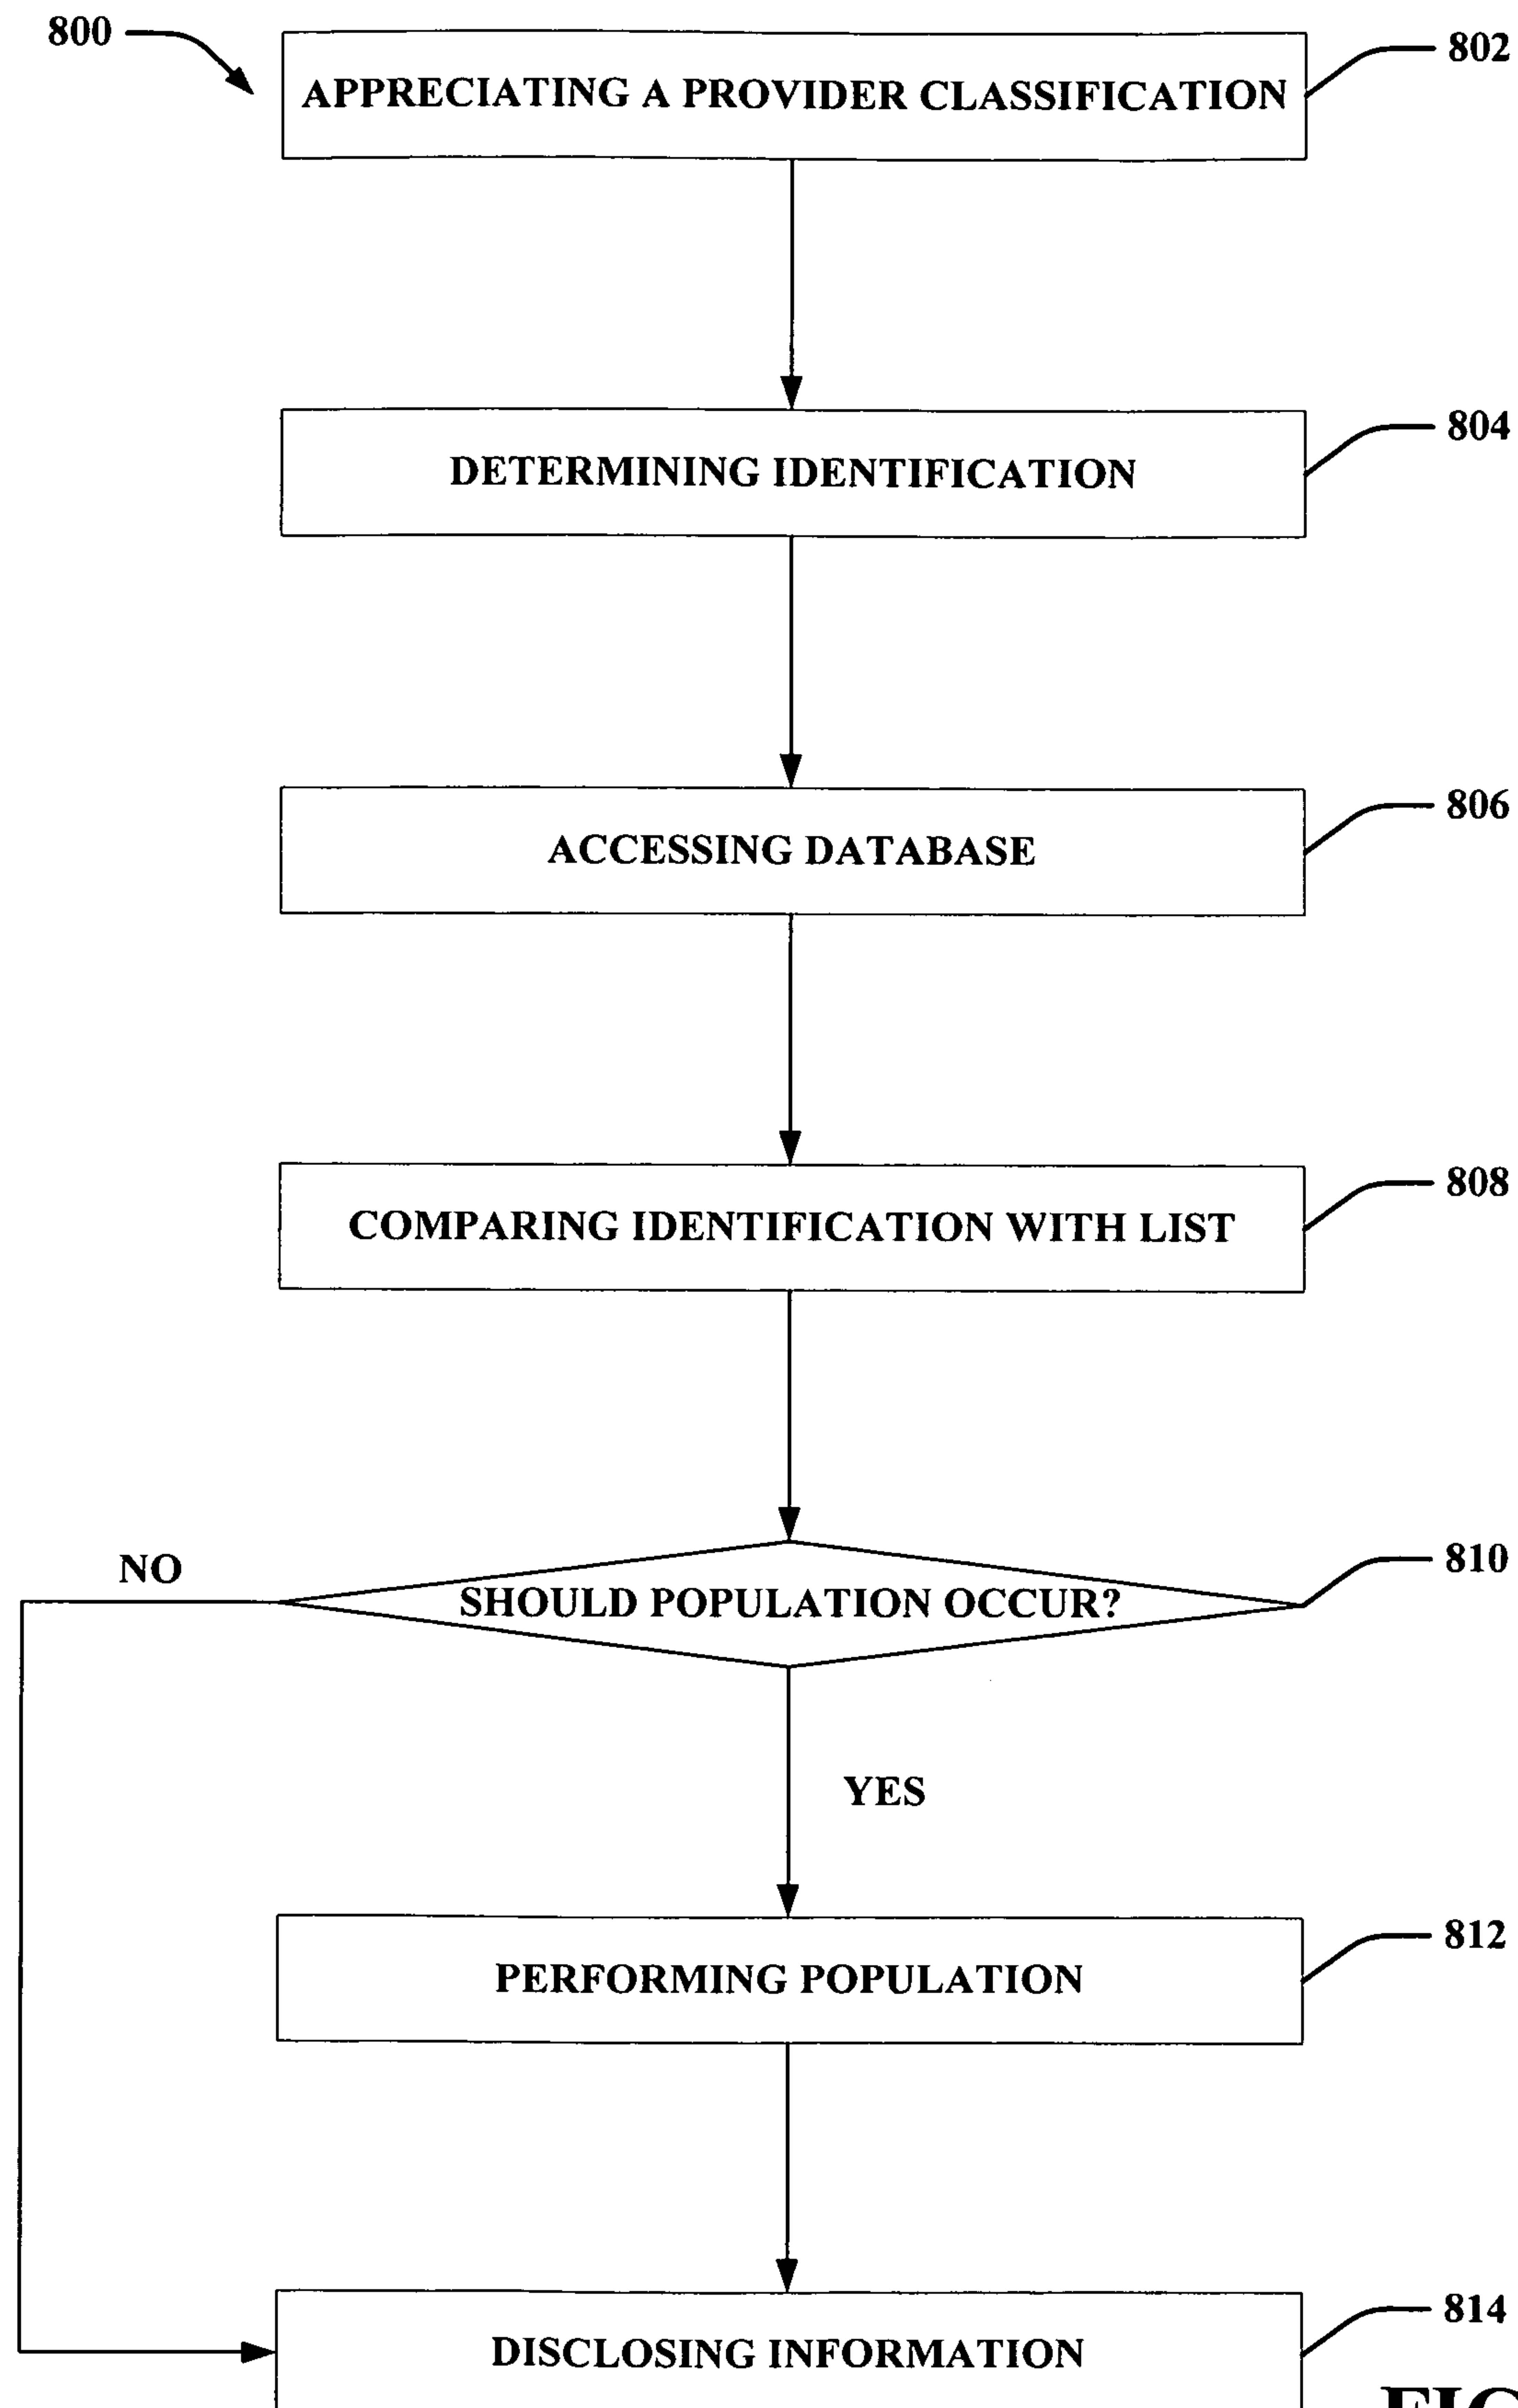 800
APPRECIATING A PROVIDER CLASSIFICATION
802
DETERMINING IDENTIFICATION
804
ACCESSING DATABASE
806
COMPARING IDENTIFICATION WITH LIST
808
NO
SHOULD POPULATION OCCUR?
810
YES
PERFORMING POPULATION
812
DISCLOSING INFORMATION
814